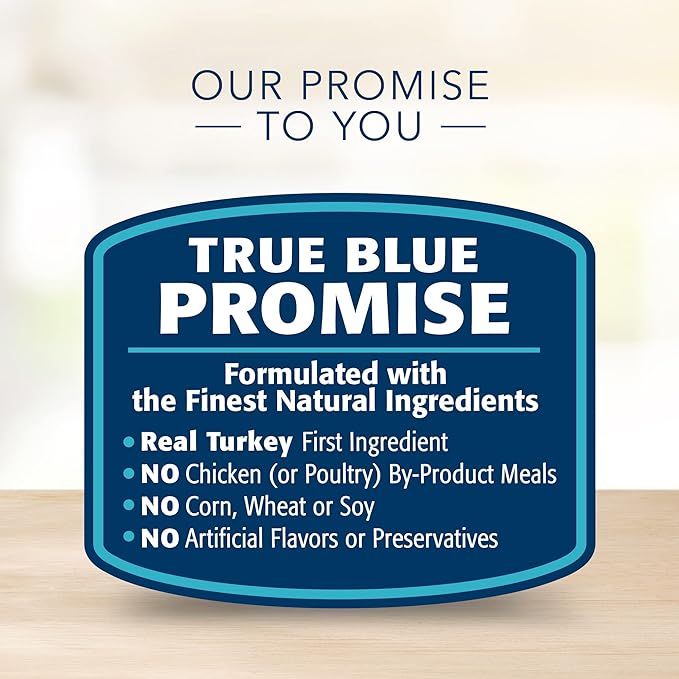 OUR PROMISE
TO YOU
TRUE BLUE
PROMISE
Formulated with
the Finest Natural Ingredients
• Real Turkey First Ingredient
• NO Chicken (or Poultry) By-Product Meals
• NO Corn, Wheat or Soy
• NO Artificial Flavors or Preservatives